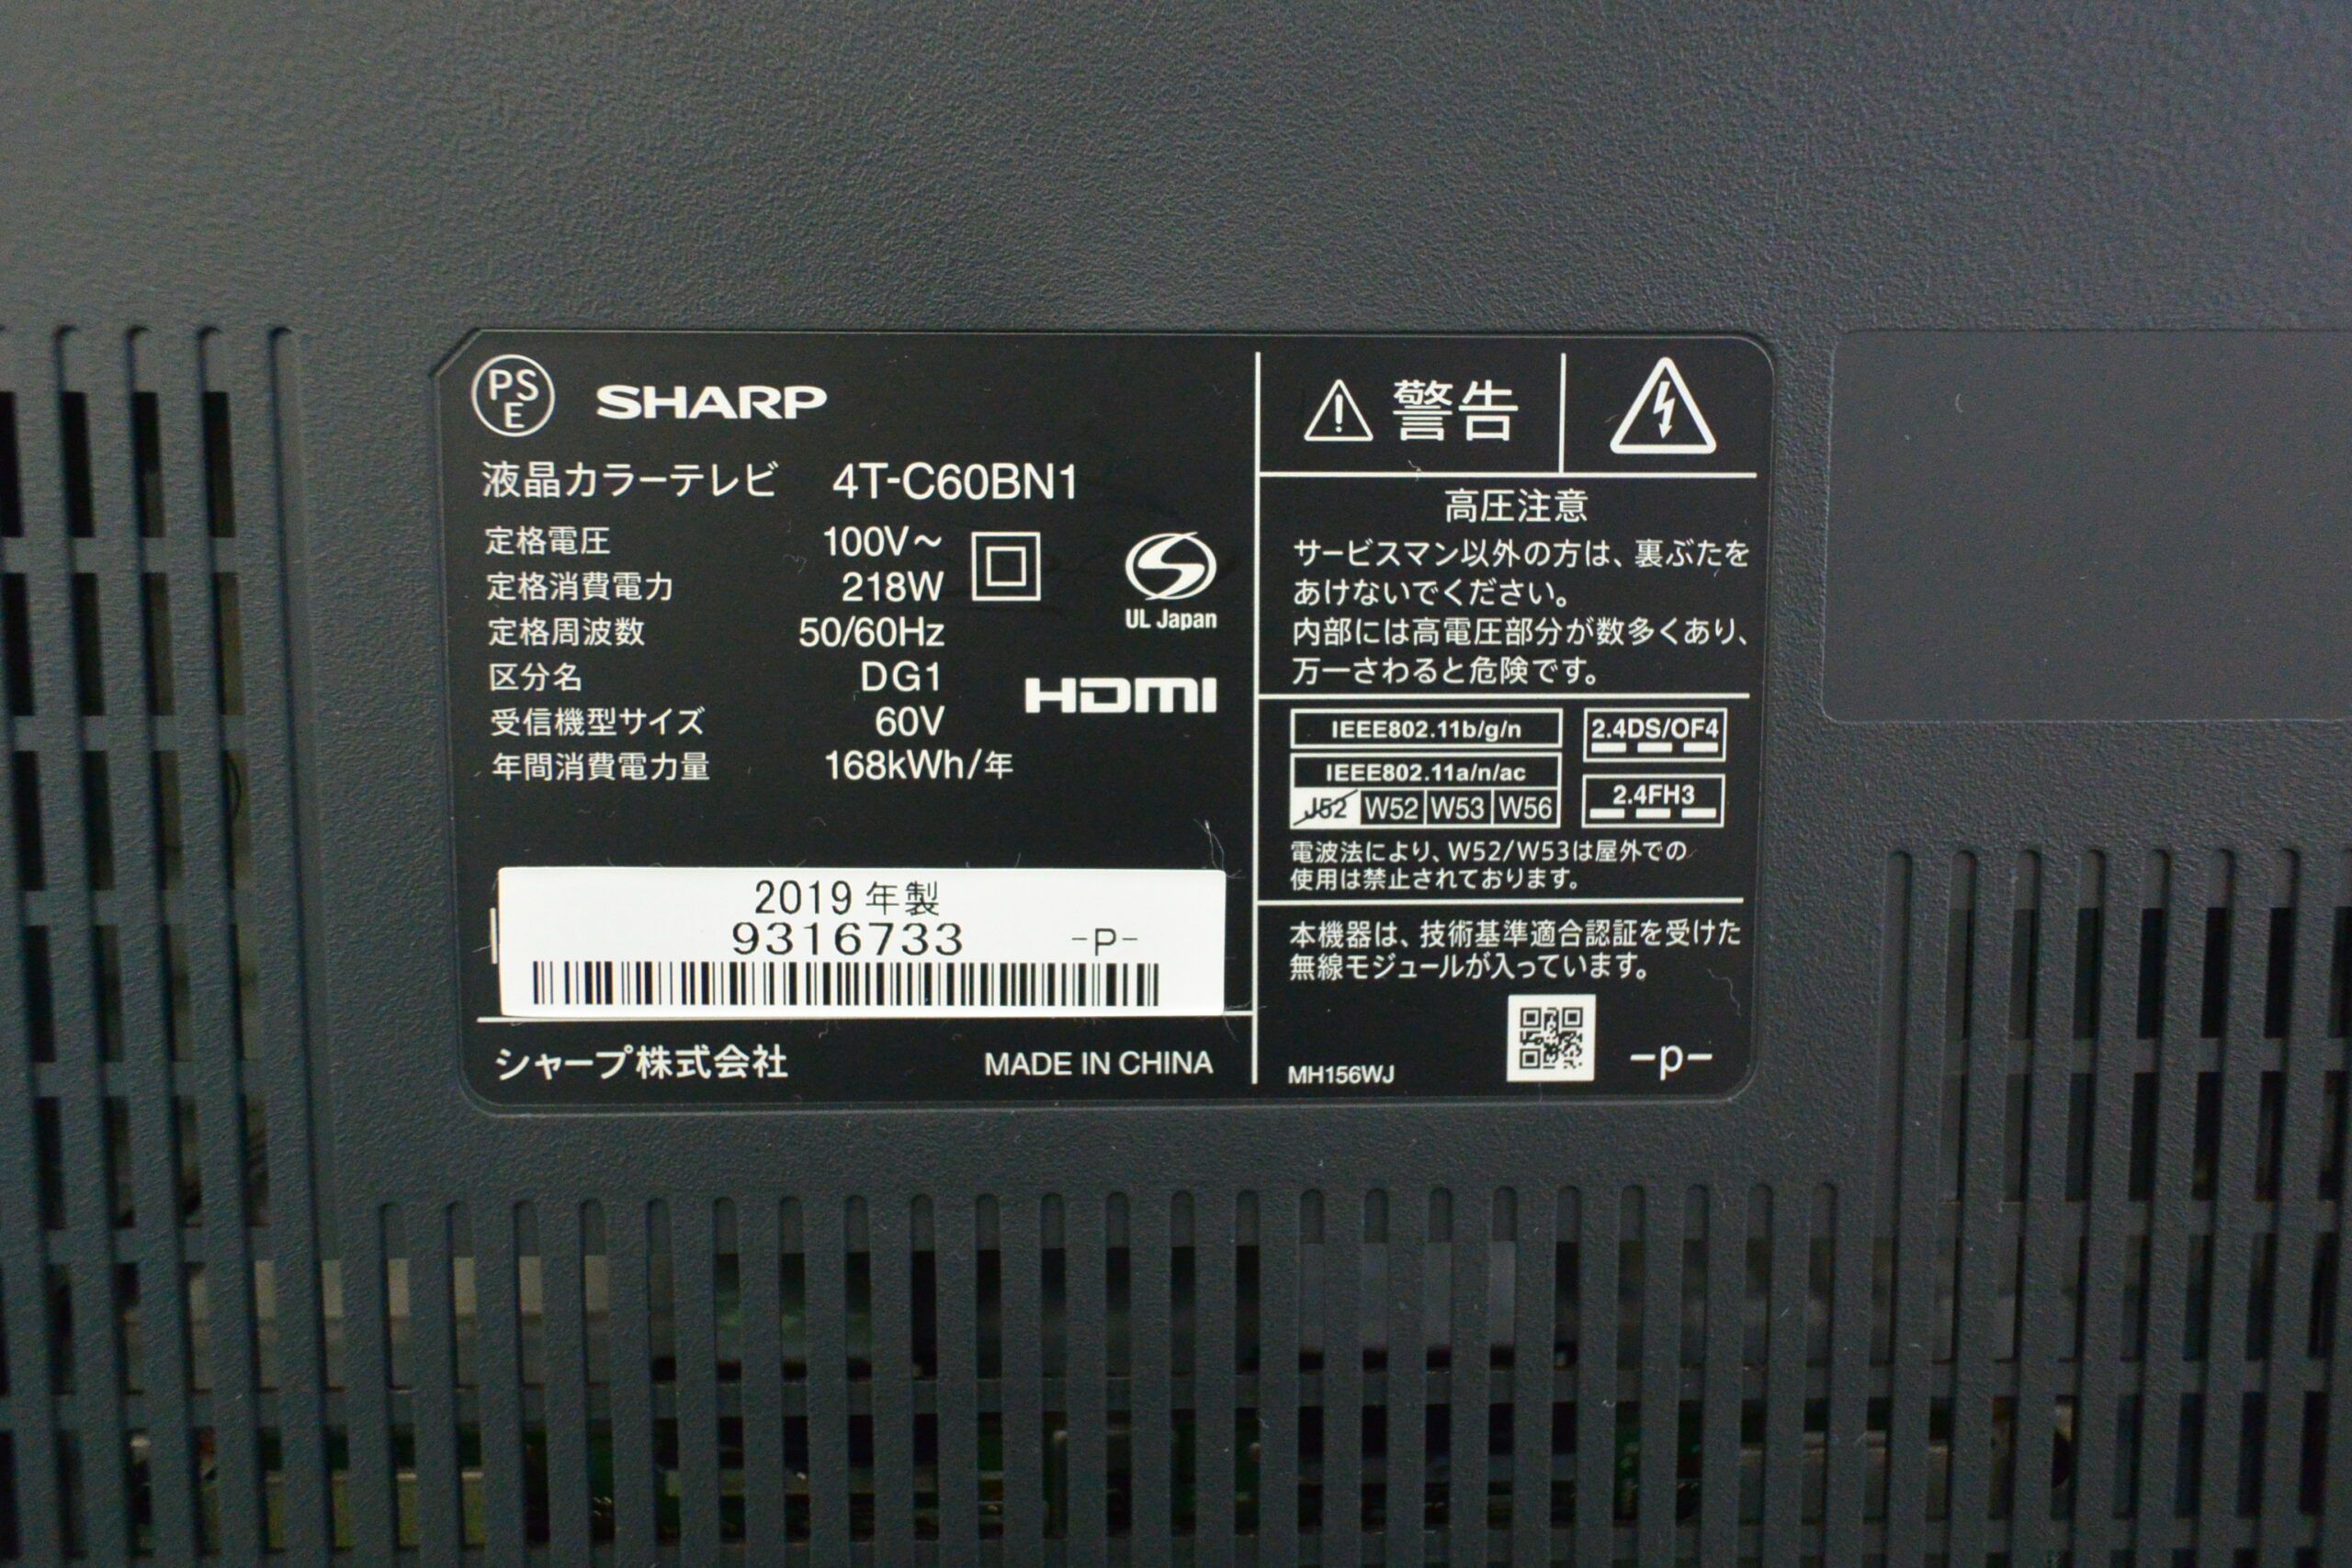 PS
E
SHARP
液晶カラーテレビ 4T-C60BN1
定格電圧 100V～
定格消費電力 218W
定格周波数 50/60Hz
区分名 DG1
受信機型サイズ 60V
年間消費電力量 168kWh/年
UL Japan
HDMI
2019 年製
9316733 -P-
シャープ株式会社 MADE IN CHINA
警告
高圧注意
サービスマン以外の方は、裏ぶたを
あけないでください。
内部には高電圧部分が数多くあり、
万一さわると危険です。
IEEE802.11b/g/n
IEEE802.11a/n/ac
J52 W52 W53 W56
2.4DS/OF4
2.4FH3
電波法により、W52/W53は屋外での
使用は禁止されております。
本機器は、技術基準適合認証を受けた
無線モジュールが入っています。
MH156WJ -p-